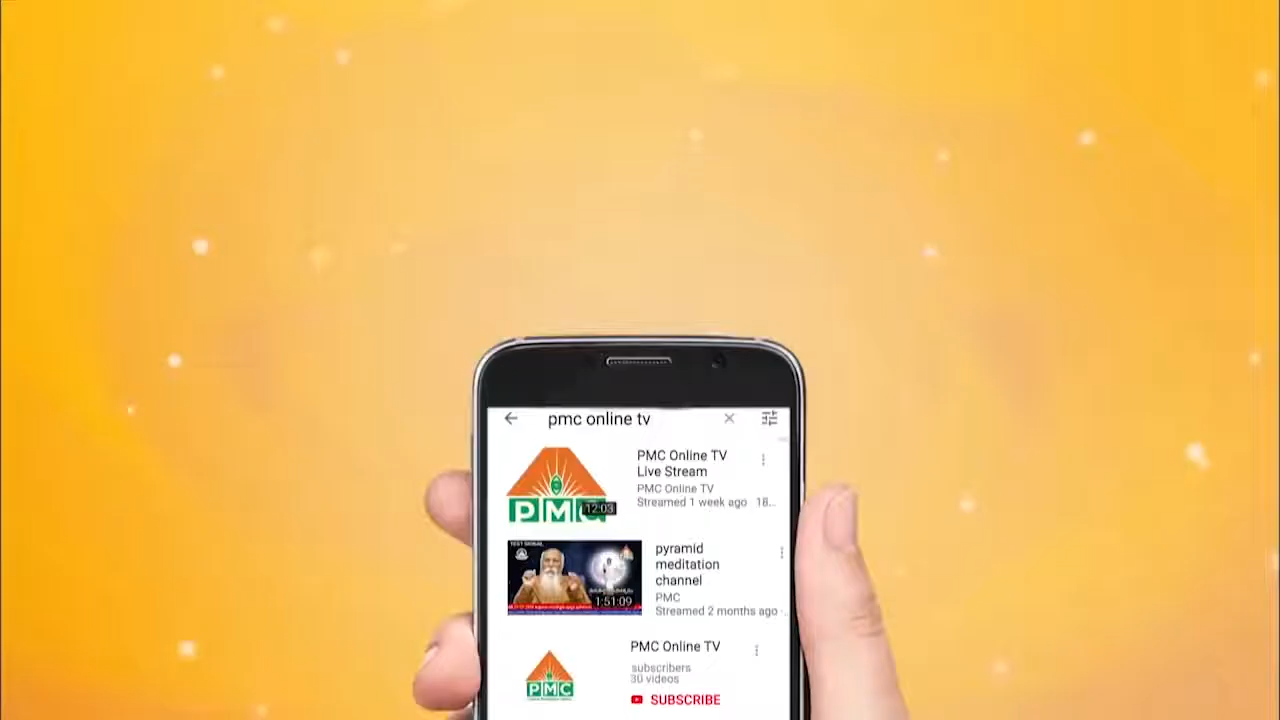 pmc online tv
PMC Online TV
Live Stream
PMC Online TV
Streamed 1 week ago 18...
PMC
12:03
TEST SIGNAL
1:51:09
pyramid
meditation
channel
PMC
Streamed 2 months ago
PMC Online TV
subscribers
30 videos
SUBSCRIBE
PMC